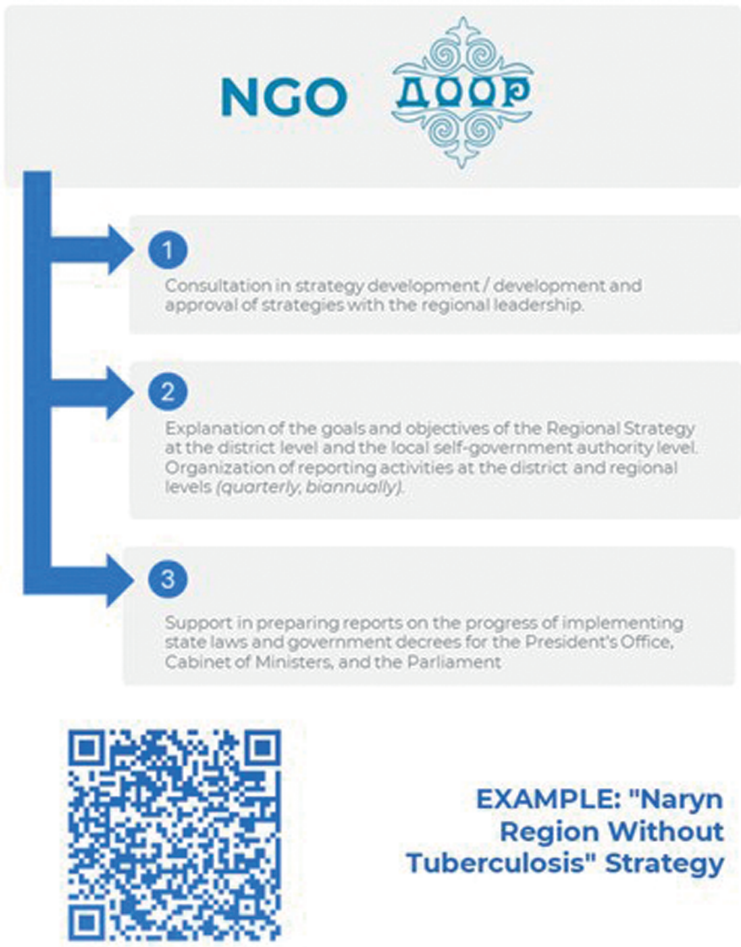 NGO ДООР
1
Consultation in strategy development / development and
approval of strategies with the regional leadership.
2
Explanation of the goals and objectives of the Regional Strategy
at the district level and the local self-government authority level.
Organization of reporting activities at the district and regional
levels (quarterly, biannually).
3
Support in preparing reports on the progress of implementing
state laws and government decrees for the President's Office,
Cabinet of Ministers, and the Parliament
EXAMPLE: "Naryn
Region Without
Tuberculosis" Strategy